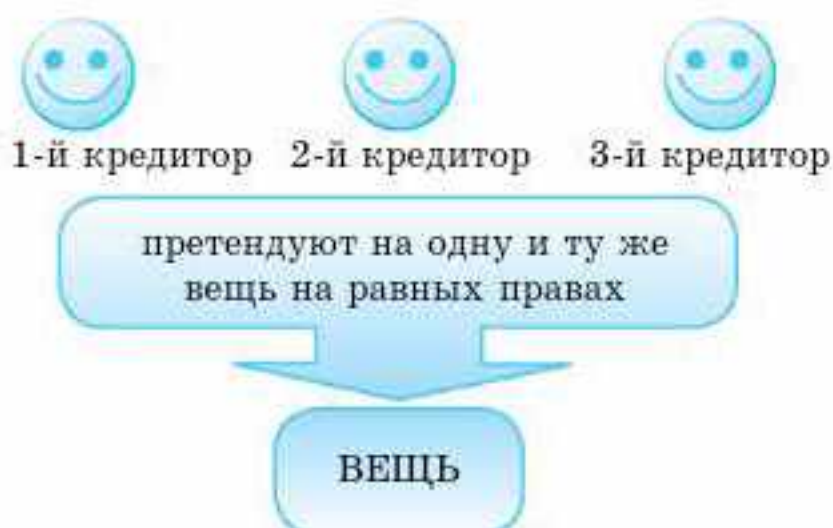 1-й кредитор 2-й кредитор 3-й кредитор
претендуют на одну и ту же
вещь на равных правах
ВЕЩЬ